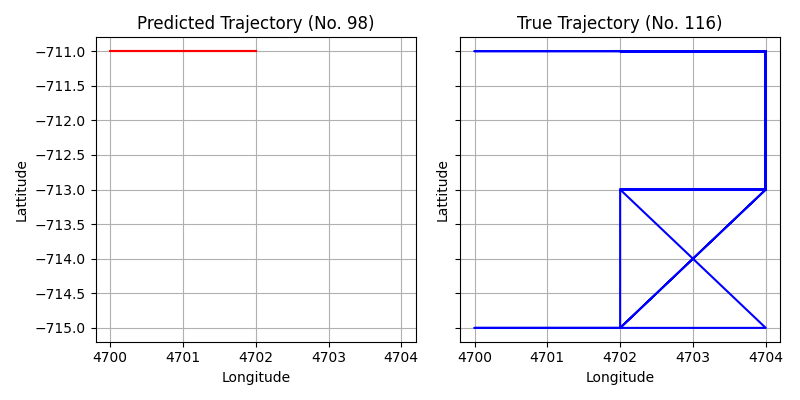 Predicted Trajectory (No. 98)
−711.0
−711.5
−712.0
−712.5
−713.0
−713.5
−714.0
−714.5
−715.0
Lattitude
4700 4701 4702 4703 4704
Longitude
True Trajectory (No. 116)
Lattitude
4700 4701 4702 4703 4704
Longitude